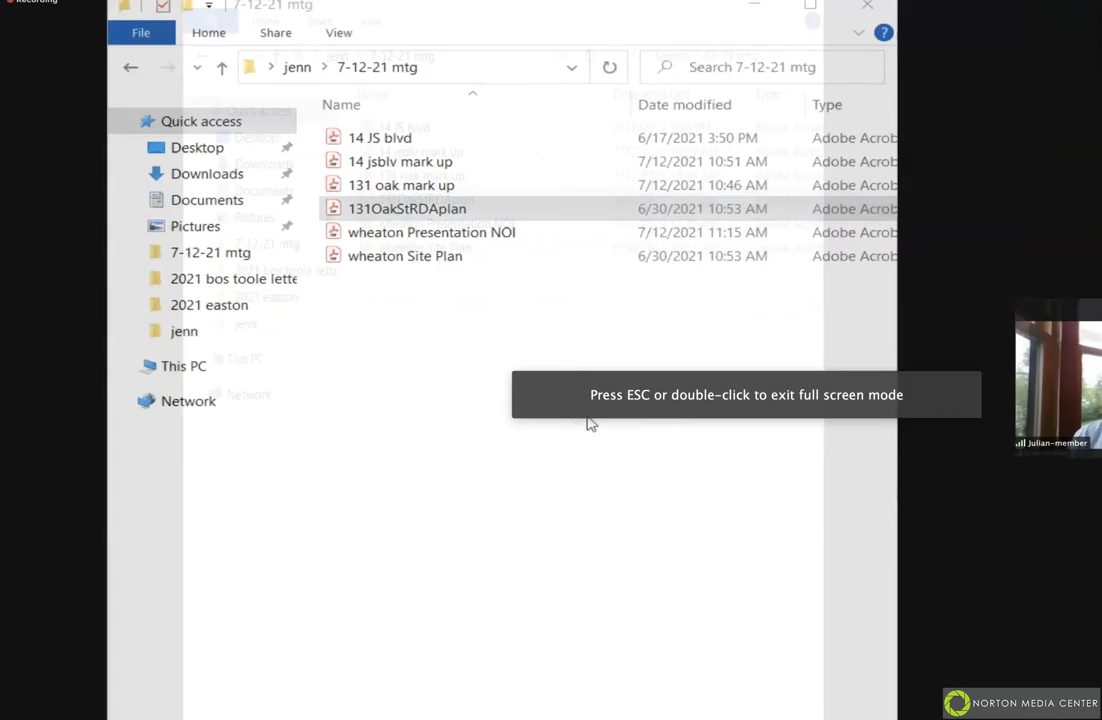 Recording
7-12-21 mtg
File Home Share View
jenn > 7-12-21 mtg
Search 7-12-21 mtg
Name Date modified Type
Quick access
Desktop
Downloads
Documents
Pictures
7-12-21 mtg
2021 bos toole lette
2021 easton
jenn
This PC
Network
14 JS blvd 6/17/2021 3:50 PM Adobe Acrob
14 jsblv mark up 7/12/2021 10:51 AM Adobe Acrob
131 oak mark up 7/12/2021 10:46 AM Adobe Acrob
131OakStRDAplan 6/30/2021 10:53 AM Adobe Acrob
wheaton Presentation NOI 7/12/2021 11:15 AM Adobe Acrob
wheaton Site Plan 6/30/2021 10:53 AM Adobe Acrob
Press ESC or double-click to exit full screen mode
Julian-member
NORTON MEDIA CENTER